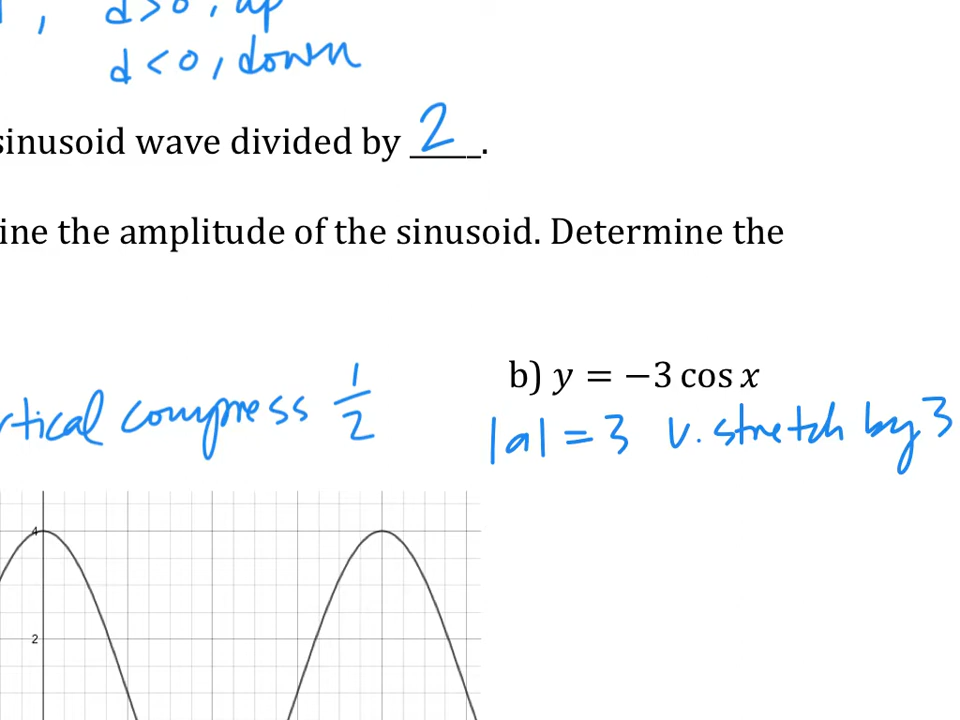 , d>0, up
d<0, down
sinusoid wave divided by 2.
ine the amplitude of the sinusoid. Determine the
b) y = −3 cos x
rtical compress 1/2
|a| = 3 v. stretch by 3
4
2